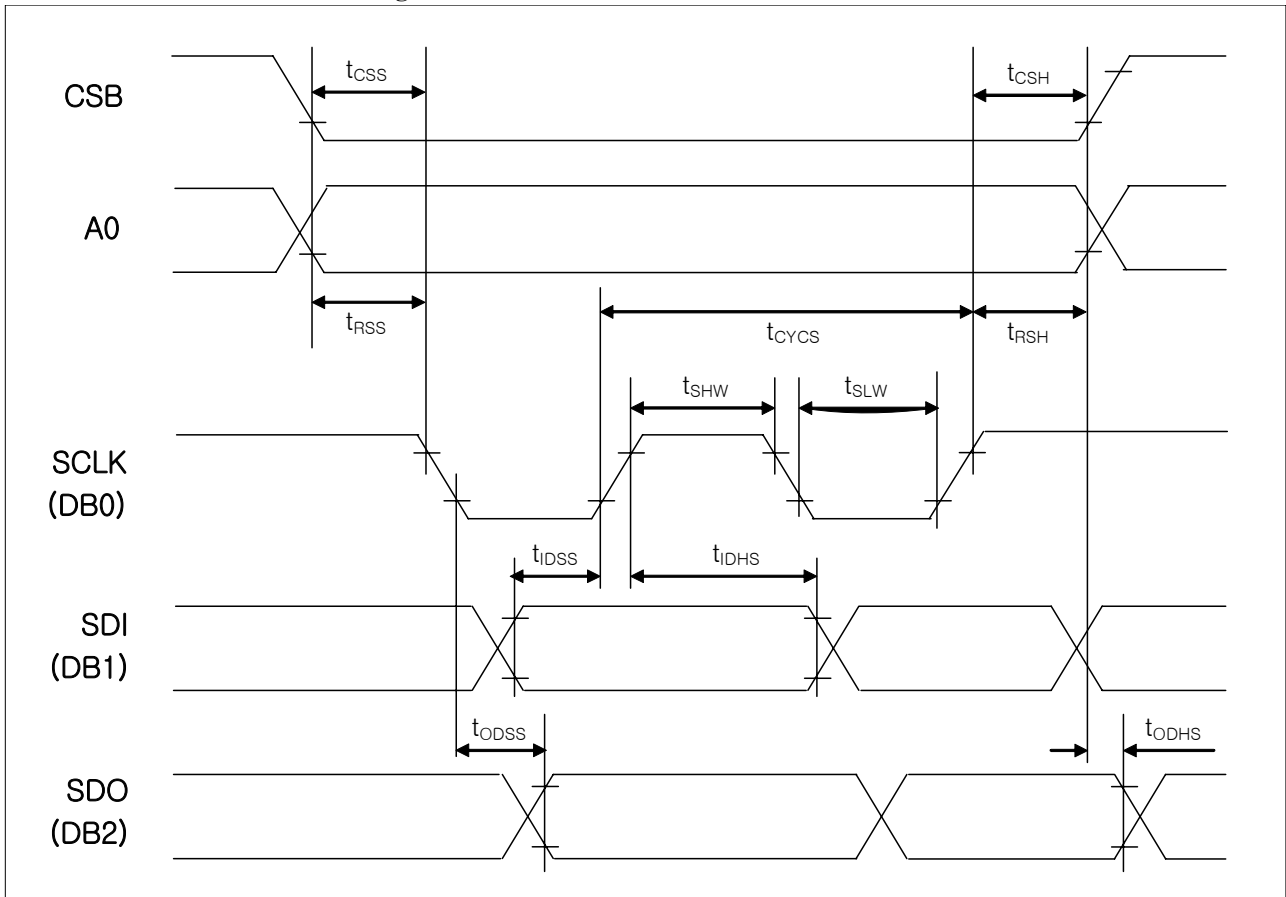 CSB
tCSS
tCSH
A0
tRSS
tCYCS
tRSH
tSHW
tSLW
SCLK
(DB0)
tIDSS
tIDHS
SDI
(DB1)
tODSS
tODHS
SDO
(DB2)